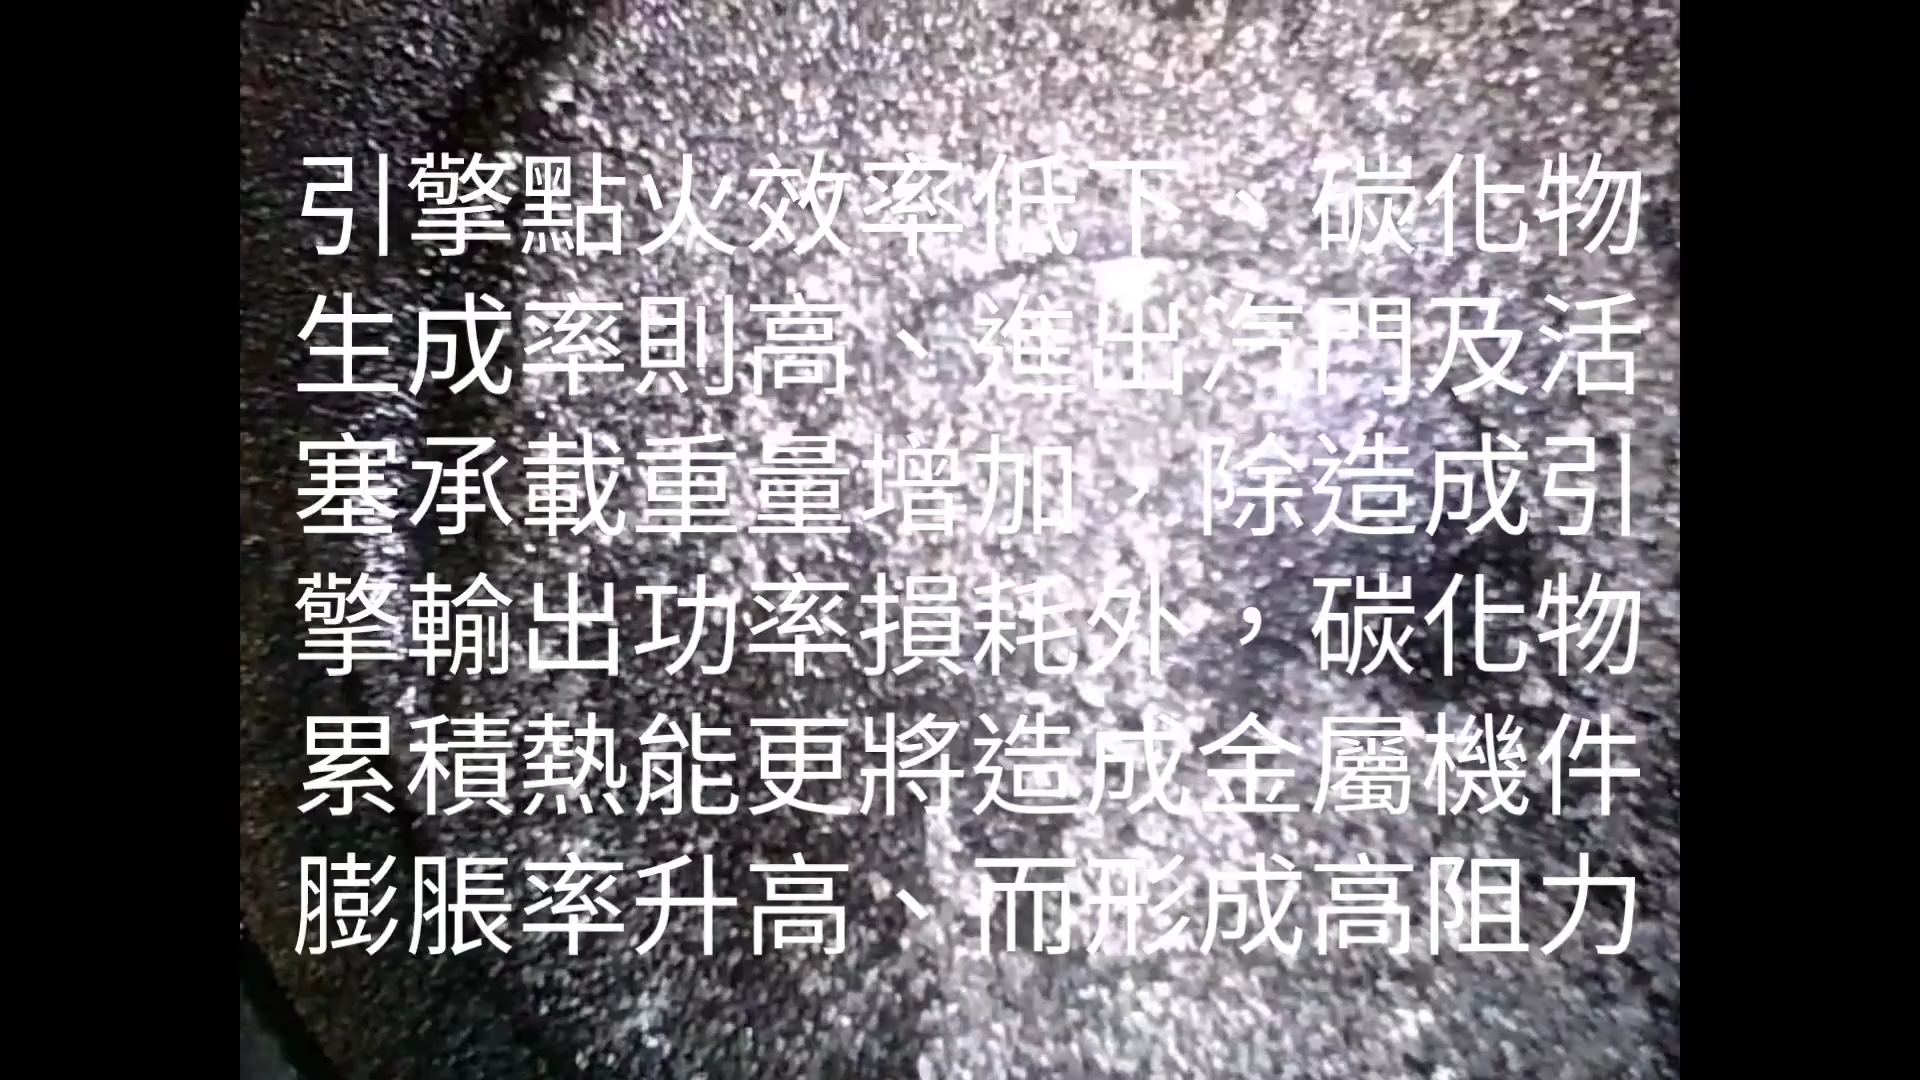 引擎點火效率低下、碳化物
生成率則高、進出汽門及活
塞承載重量增加，除造成引
擎輸出功率損耗外，碳化物
累積熱能更將造成金屬機件
膨脹率升高、而形成高阻力